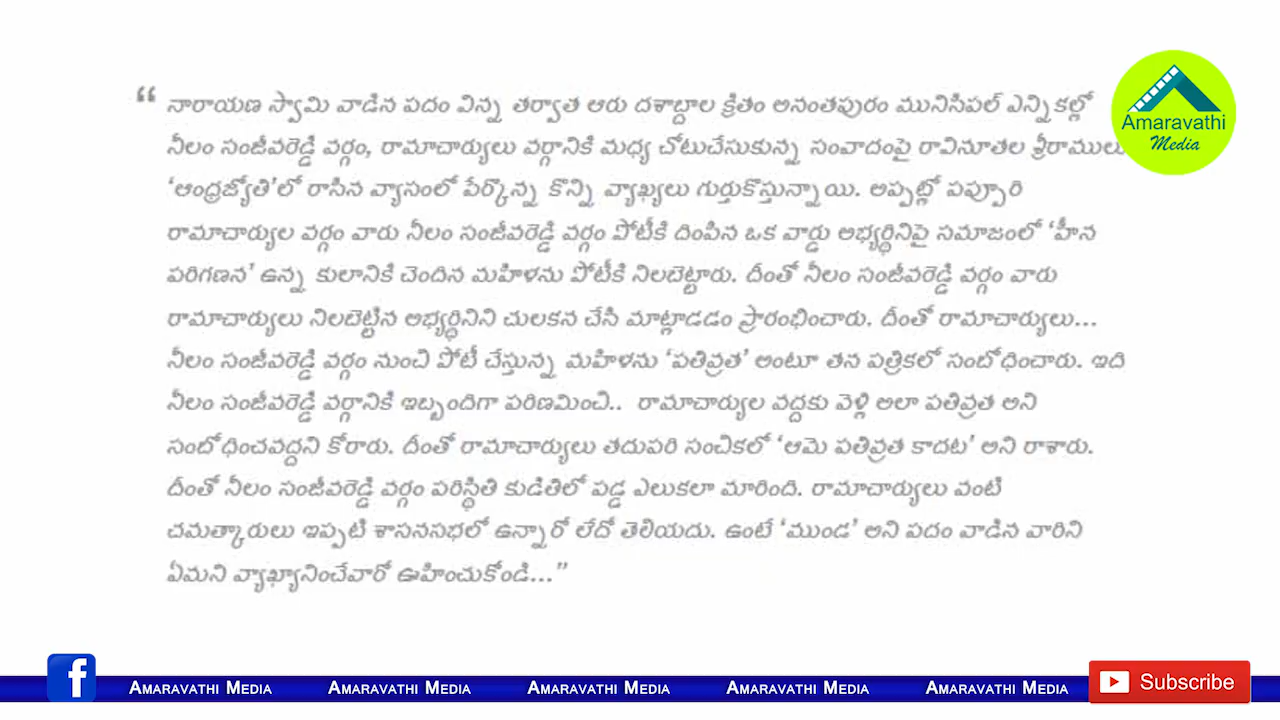 “ నారాయణ స్వామి వాడిన పదం విన్న తర్వాత ఆరు దశాబ్దాల క్రితం అనంతపురం మునిసిపల్ ఎన్నికల్లో
నీలం సంజీవరెడ్డి వర్గం, రామాచార్యులు వర్గానికి మధ్య చోటుచేసుకున్న సంవాదంపై రావినూతల శ్రీరాములు
‘ఆంధ్రజ్యోతి’లో రాసిన వ్యాసంలో పేర్కొన్న కొన్ని వ్యాఖ్యలు గుర్తుకొస్తున్నాయి. అప్పట్లో పప్పూరి
రామాచార్యుల వర్గం వారు నీలం సంజీవరెడ్డి వర్గం పోటీకి దింపిన ఒక వార్డు అభ్యర్థినిపై సమాజంలో ‘హీన
పరిగణన’ ఉన్న కులానికి చెందిన మహిళను పోటీకి నిలబెట్టారు. దీంతో నీలం సంజీవరెడ్డి వర్గం వారు
రామాచార్యులు నిలబెట్టిన అభ్యర్థినిని చులకన చేసి మాట్లాడడం ప్రారంభించారు. దీంతో రామాచార్యులు...
నీలం సంజీవరెడ్డి వర్గం నుంచి పోటీ చేస్తున్న మహిళను ‘పతివ్రత’ అంటూ తన పత్రికలో సంబోధించారు. ఇది
నీలం సంజీవరెడ్డి వర్గానికి ఇబ్బందిగా పరిణమించి.. రామాచార్యుల వద్దకు వెళ్లి అలా పతివ్రత అని
సంబోధించవద్దని కోరారు. దీంతో రామాచార్యులు తదుపరి సంచికలో ‘ఆమె పతివ్రత కాదట’ అని రాశారు.
దీంతో నీలం సంజీవరెడ్డి వర్గం పరిస్థితి కుడితిలో పడ్డ ఎలుకలా మారింది. రామాచార్యులు వంటి
చమత్కారులు ఇప్పటి శాసనసభలో ఉన్నారో లేదో తెలియదు. ఉంటే ‘ముండ’ అని పదం వాడిన వారిని
ఏమని వ్యాఖ్యానించేవారో ఊహించుకోండి...”
Amaravathi
Media
f AMARAVATHI MEDIA AMARAVATHI MEDIA AMARAVATHI MEDIA AMARAVATHI MEDIA AMARAVATHI MEDIA Subscribe